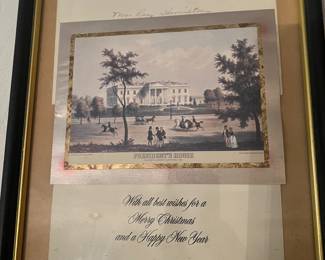 PRESIDENT'S HOUSE
With all best wishes for a
Merry Christmas
and a Happy New Year